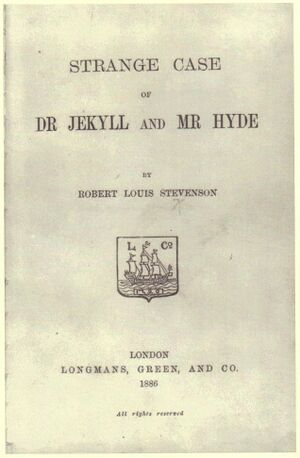 STRANGE CASE
OF
DR JEKYLL AND MR HYDE
BY
ROBERT LOUIS STEVENSON
L Co
LONDON
LONGMANS, GREEN, AND CO.
1886
All rights reserved